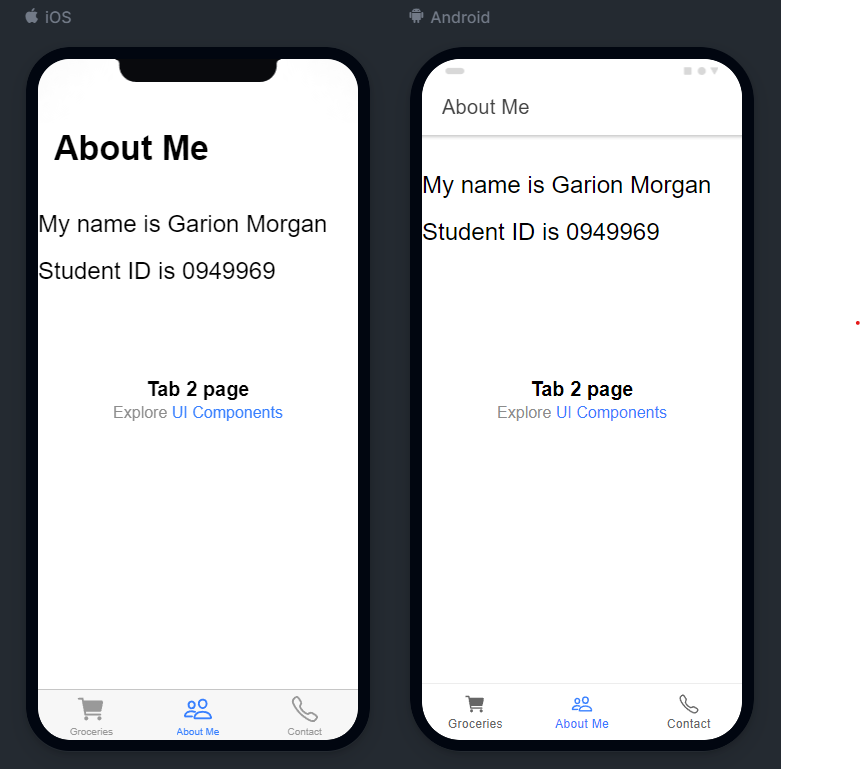 iOS
About Me
My name is Garion Morgan
Student ID is 0949969
Tab 2 page
Explore UI Components
Groceries
About Me
Contact
Android
About Me
My name is Garion Morgan
Student ID is 0949969
Tab 2 page
Explore UI Components
Groceries
About Me
Contact